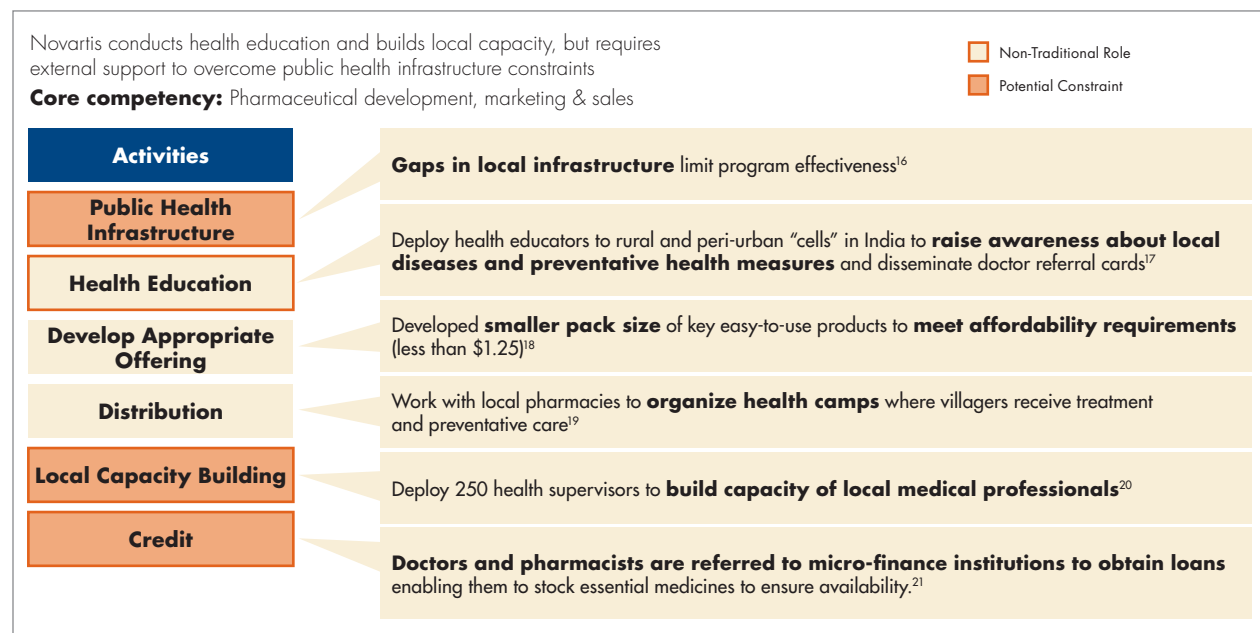 Novartis conducts health education and builds local capacity, but requires
external support to overcome public health infrastructure constraints
Core competency: Pharmaceutical development, marketing & sales
Non-Traditional Role
Potential Constraint
Activities
Public Health
Infrastructure
Health Education
Develop Appropriate
Offering
Distribution
Local Capacity Building
Credit
Gaps in local infrastructure limit program effectiveness16
Deploy health educators to rural and peri-urban “cells” in India to raise awareness about local
diseases and preventative health measures and disseminate doctor referral cards17
Developed smaller pack size of key easy-to-use products to meet affordability requirements
(less than $1.25)18
Work with local pharmacies to organize health camps where villagers receive treatment
and preventative care19
Deploy 250 health supervisors to build capacity of local medical professionals20
Doctors and pharmacists are referred to micro-finance institutions to obtain loans
enabling them to stock essential medicines to ensure availability.21